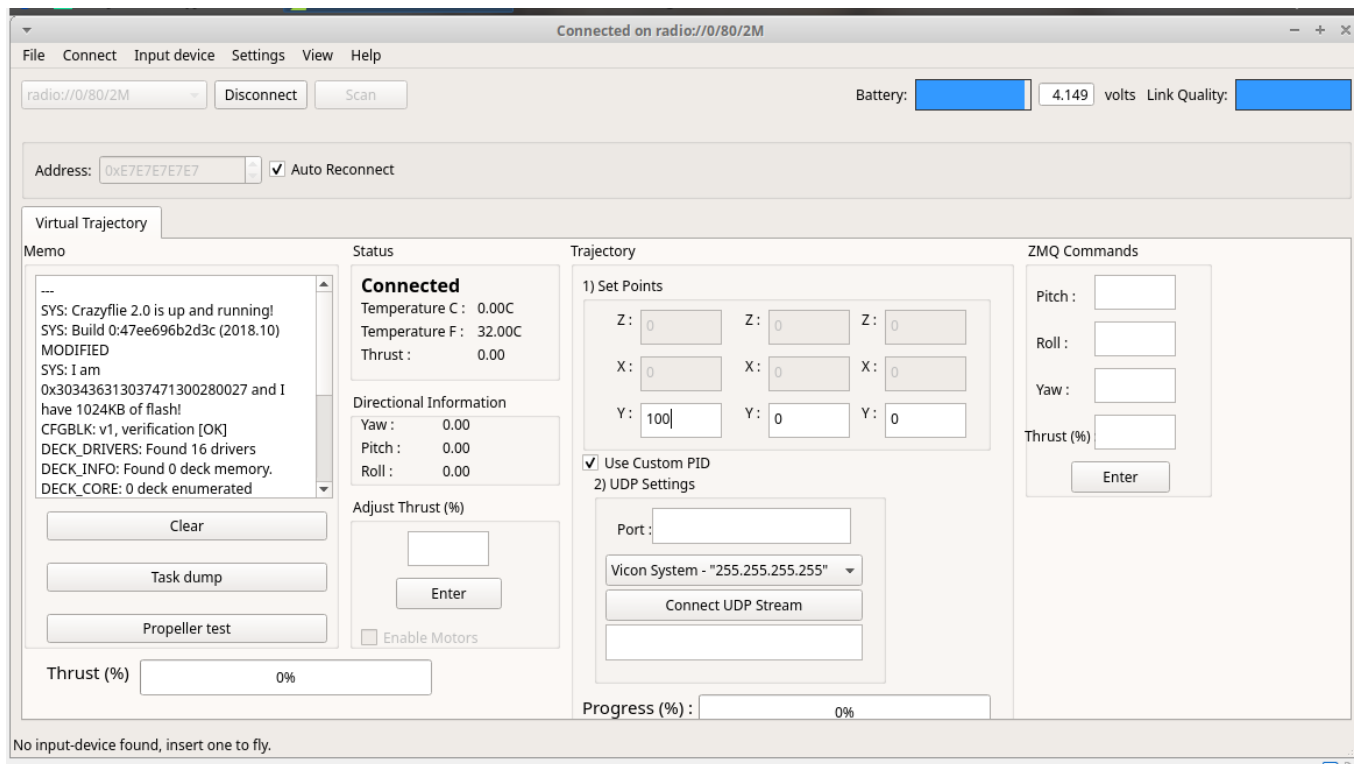 Connected on radio://0/80/2M
File Connect Input device Settings View Help
radio://0/80/2M Disconnect Scan Battery: 4.149 volts Link Quality:
Address: 0xE7E7E7E7E7 Auto Reconnect
Virtual Trajectory
Memo
---
SYS: Crazyflie 2.0 is up and running!
SYS: Build 0:47ee696b2d3c (2018.10)
MODIFIED
SYS: I am
0x303436313037471300280027 and I
have 1024KB of flash!
CFGBLK: v1, verification [OK]
DECK_DRIVERS: Found 16 drivers
DECK_INFO: Found 0 deck memory.
DECK_CORE: 0 deck enumerated
Clear
Task dump
Propeller test
Thrust (%) 0%
Status
Connected
Temperature C : 0.00C
Temperature F : 32.00C
Thrust : 0.00
Directional Information
Yaw : 0.00
Pitch : 0.00
Roll : 0.00
Adjust Thrust (%)
Enter
Enable Motors
Trajectory
1) Set Points
Z : 0 Z : 0 Z : 0
X : 0 X : 0 X : 0
Y : 100 Y : 0 Y : 0
Use Custom PID
2) UDP Settings
Port :
Vicon System - "255.255.255.255"
Connect UDP Stream
Progress (%) : 0%
ZMQ Commands
Pitch :
Roll :
Yaw :
Thrust (%)
Enter
No input-device found, insert one to fly.